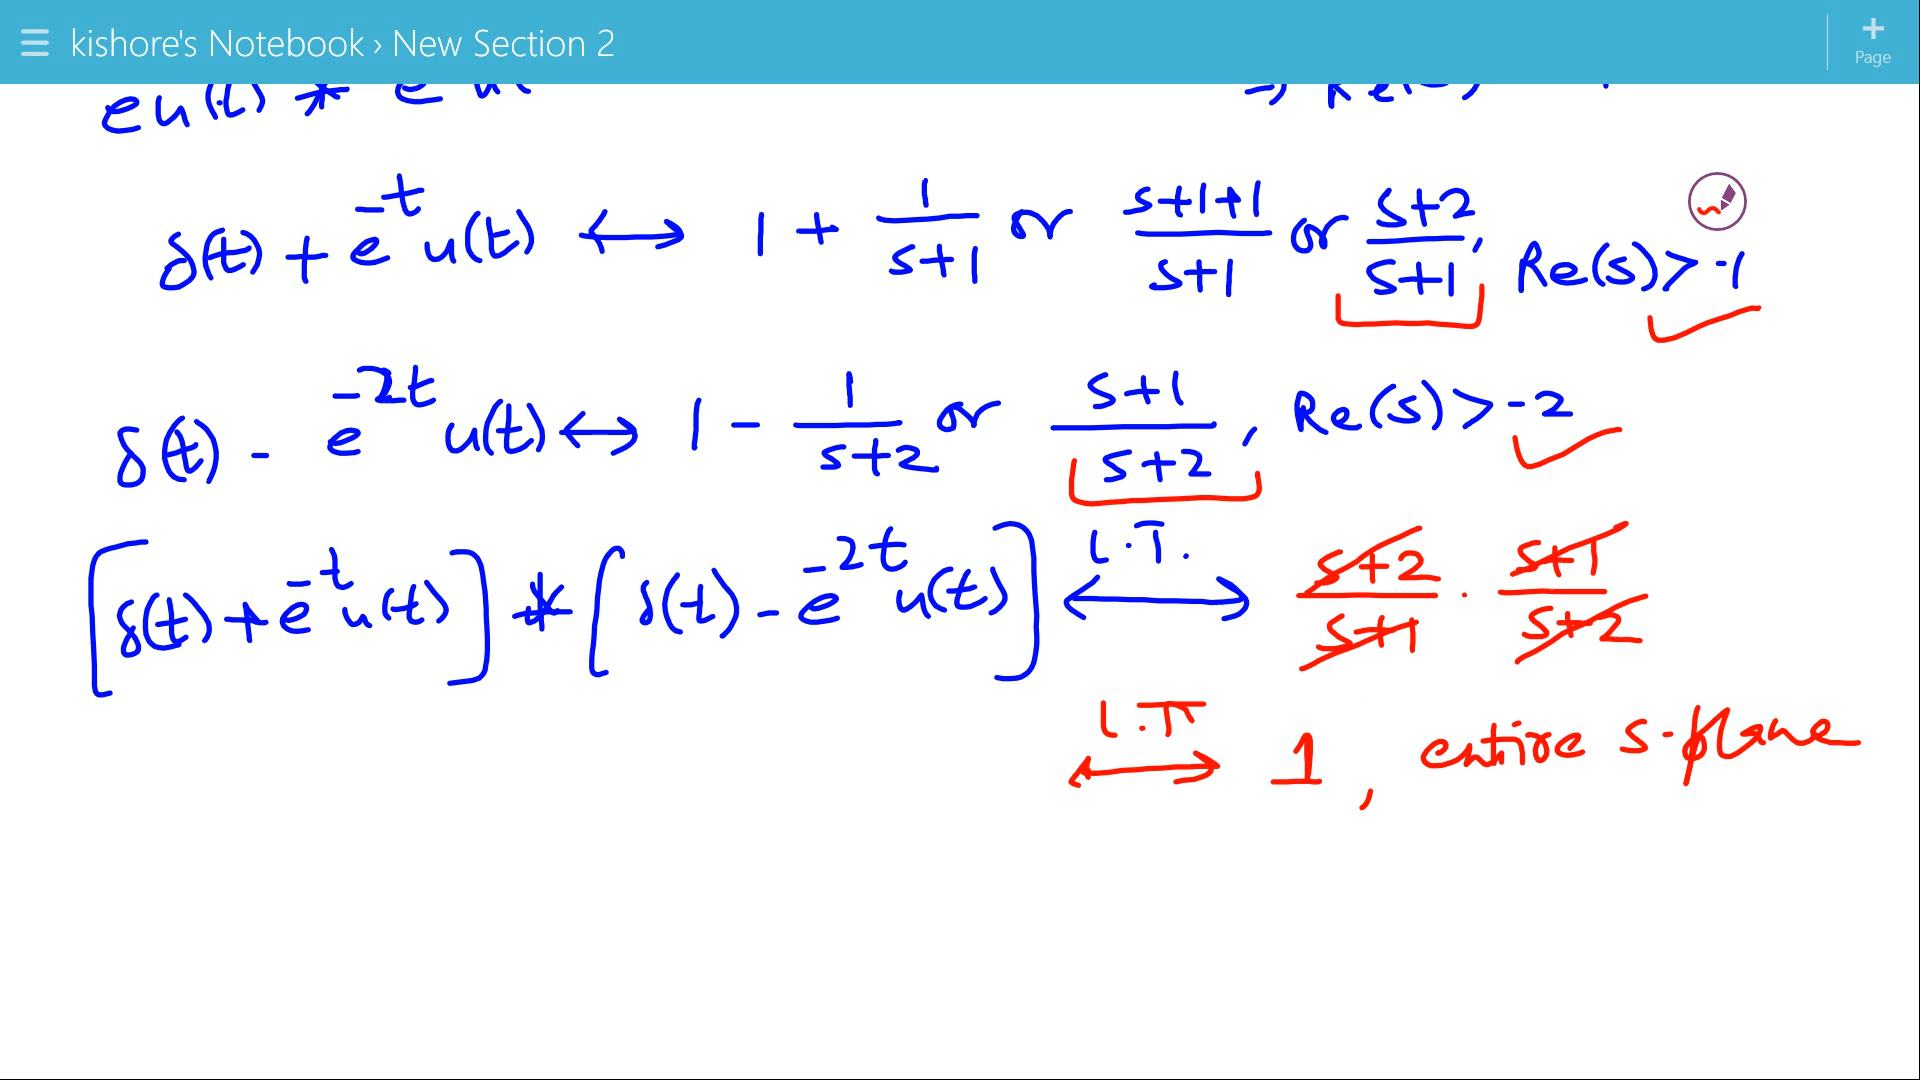 kishore's Notebook › New Section 2
+
Page
δ(t) + e^{-t} u(t) ↔ 1 + 1/(s+1) or (s+1+1)/(s+1) or (s+2)/(s+1), Re(s) > -1
δ(t) - e^{-2t} u(t) ↔ 1 - 1/(s+2) or (s+1)/(s+2), Re(s) > -2
[δ(t) + e^{-t} u(t)] * [δ(t) - e^{-2t} u(t)] L.T. ↔ (s+2)/(s+1) · (s+1)/(s+2)
L.T. ↔ 1, entire s-plane